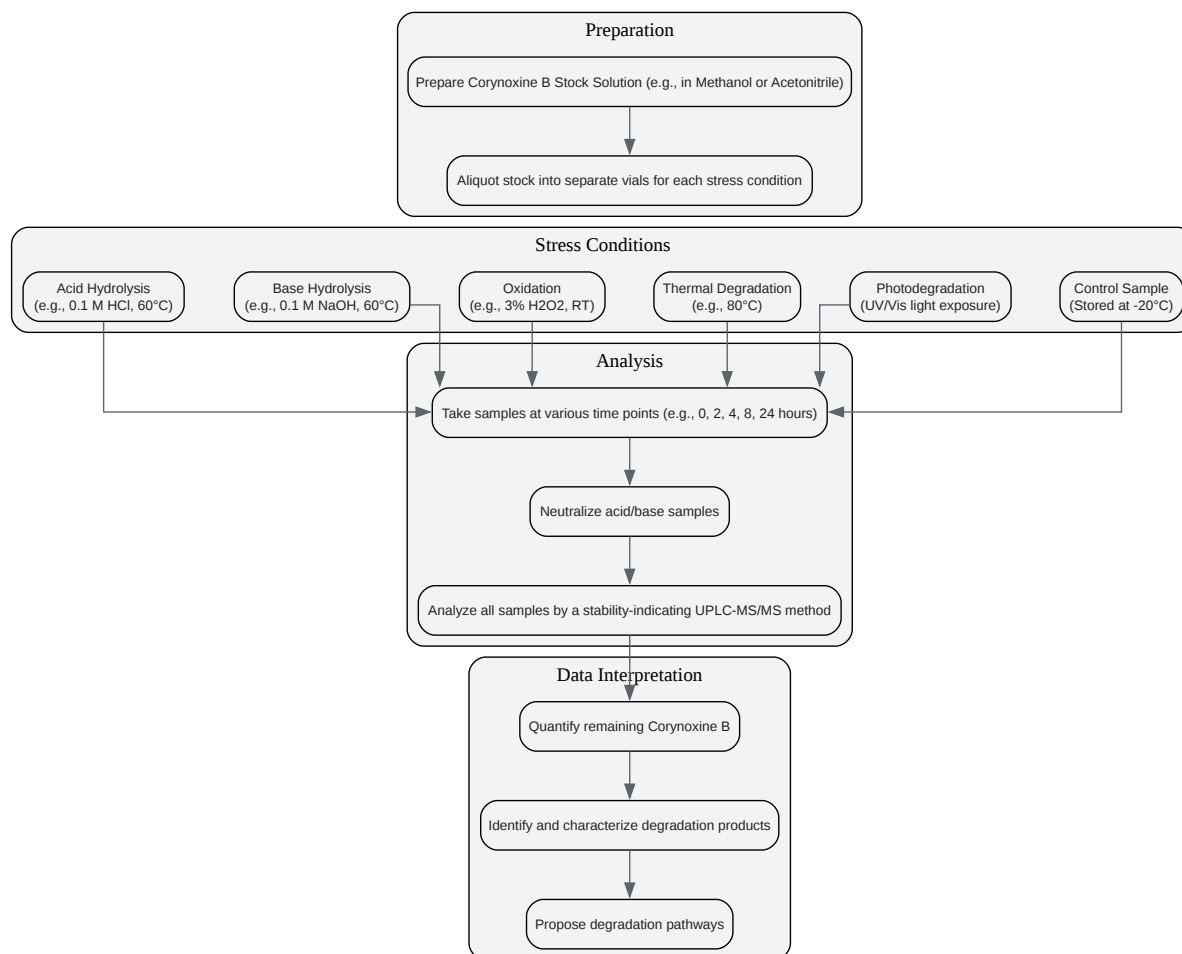 Preparation
Prepare Corynoxine B Stock Solution (e.g., in Methanol or Acetonitrile)
Aliquot stock into separate vials for each stress condition
Stress Conditions
Acid Hydrolysis
(e.g., 0.1 M HCl, 60°C)
Base Hydrolysis
(e.g., 0.1 M NaOH, 60°C)
Oxidation
(e.g., 3% H2O2, RT)
Thermal Degradation
(e.g., 80°C)
Photodegradation
(UV/Vis light exposure)
Control Sample
(Stored at -20°C)
Analysis
Take samples at various time points (e.g., 0, 2, 4, 8, 24 hours)
Neutralize acid/base samples
Analyze all samples by a stability-indicating UPLC-MS/MS method
Data Interpretation
Quantify remaining Corynoxine B
Identify and characterize degradation products
Propose degradation pathways